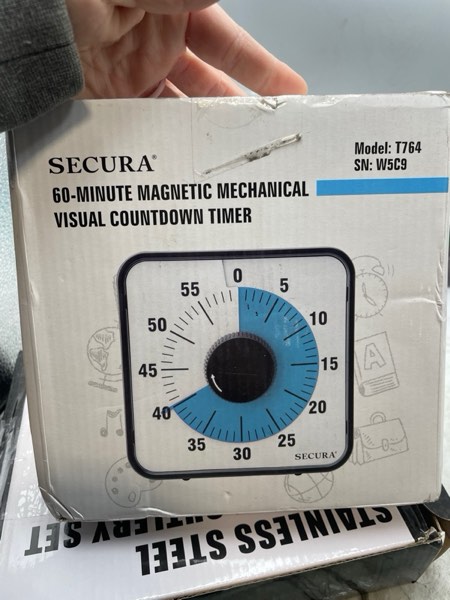 SECURA®
60-MINUTE MAGNETIC MECHANICAL
VISUAL COUNTDOWN TIMER
Model: T764
SN: W5C9
0
5
10
15
20
25
30
35
40
45
50
55
SECURA®
A
STAINLESS STEEL
CUTLERY SET